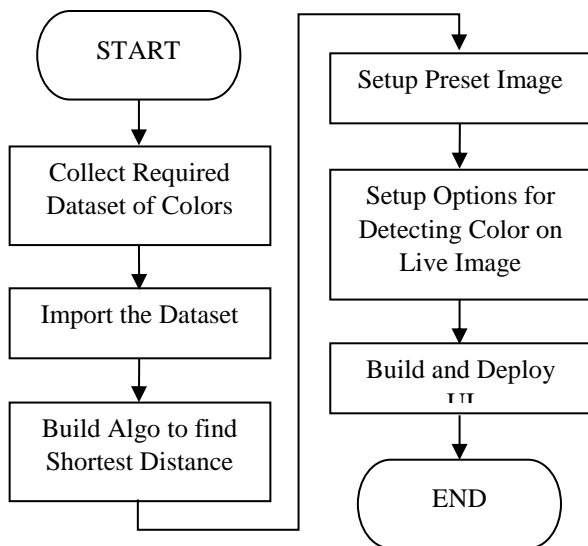 START
Collect Required
Dataset of Colors
Import the Dataset
Build Algo to find
Shortest Distance
Setup Preset Image
Setup Options for
Detecting Color on
Live Image
Build and Deploy
UI
END